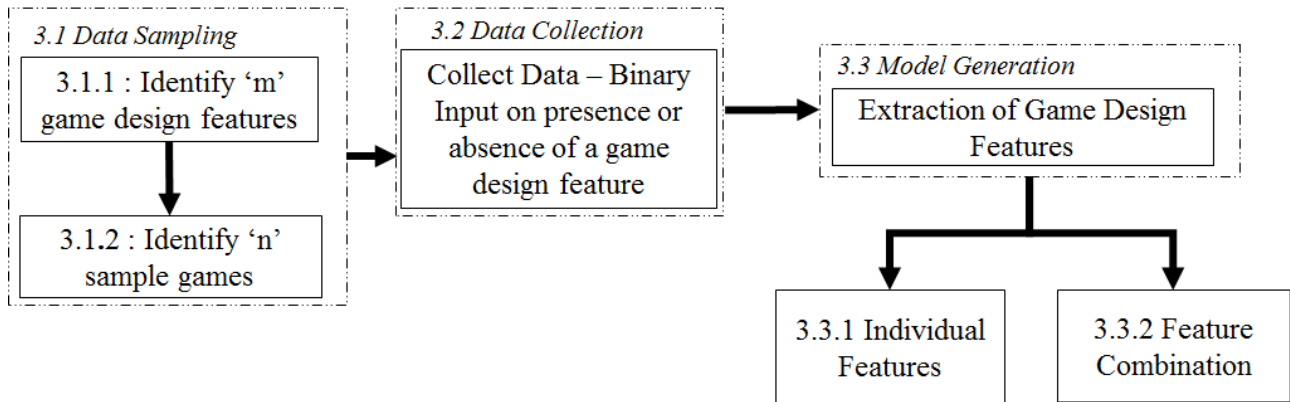 3.1 Data Sampling
3.1.1 : Identify ‘m’
game design features
3.1.2 : Identify ‘n’
sample games
3.2 Data Collection
Collect Data – Binary
Input on presence or
absence of a game
design feature
3.3 Model Generation
Extraction of Game Design
Features
3.3.1 Individual
Features
3.3.2 Feature
Combination